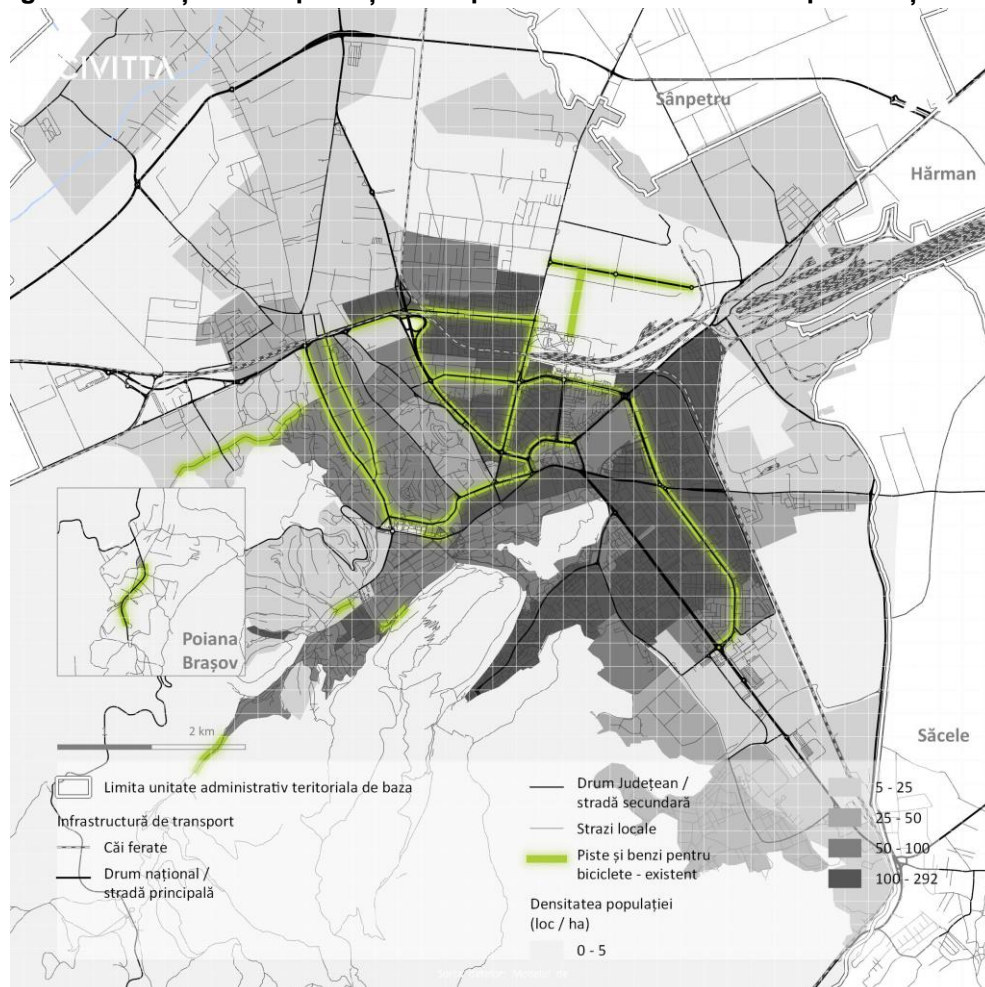 CIVITTA
Sânpetru
Hărman
Poiana
Brașov
Săcele
2 km
Limita unitate administrativ teritoriala de baza
Infrastructură de transport
Căi ferate
Drum național /
stradă principală
Drum Județean /
stradă secundară
Strazi locale
Piste și benzi pentru
biciclete - existent
Densitatea populației
(loc / ha)
0 - 5
5 - 25
25 - 50
50 - 100
100 - 292